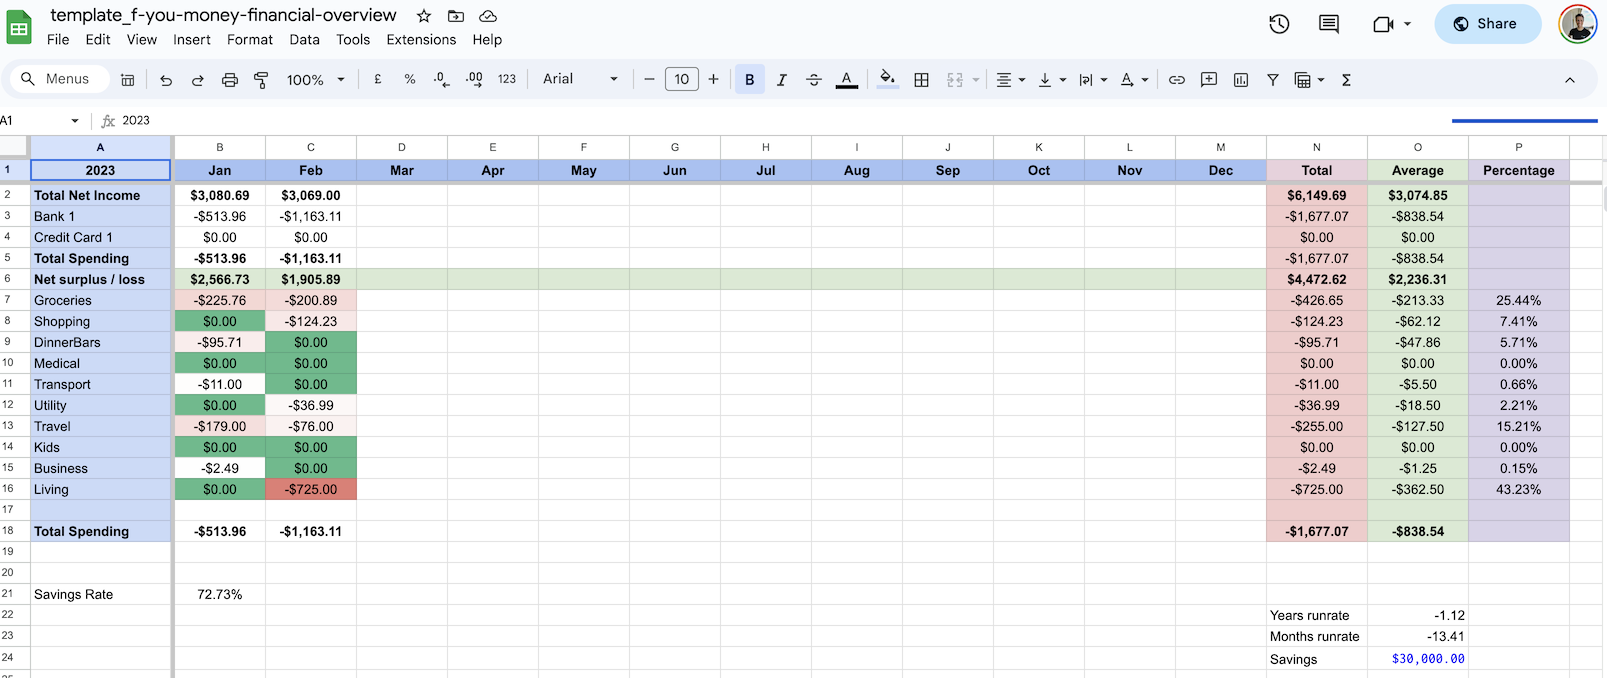 template_f-you-money-financial-overview
File Edit View Insert Format Data Tools Extensions Help
Share
Menus 100% £ % .0 .00 123 Arial 10 B I A A
A1 fx 2023
A B C D E F G H I J K L M N O P
1 2023 Jan Feb Mar Apr May Jun Jul Aug Sep Oct Nov Dec Total Average Percentage
2 Total Net Income $3,080.69 $3,069.00 $6,149.69 $3,074.85
3 Bank 1 -$513.96 -$1,163.11 -$1,677.07 -$838.54
4 Credit Card 1 $0.00 $0.00 $0.00 $0.00
5 Total Spending -$513.96 -$1,163.11 -$1,677.07 -$838.54
6 Net surplus / loss $2,566.73 $1,905.89 $4,472.62 $2,236.31
7 Groceries -$225.76 -$200.89 -$426.65 -$213.33 25.44%
8 Shopping $0.00 -$124.23 -$124.23 -$62.12 7.41%
9 DinnerBars -$95.71 $0.00 -$95.71 -$47.86 5.71%
10 Medical $0.00 $0.00 $0.00 $0.00 0.00%
11 Transport -$11.00 $0.00 -$11.00 -$5.50 0.66%
12 Utility $0.00 -$36.99 -$36.99 -$18.50 2.21%
13 Travel -$179.00 -$76.00 -$255.00 -$127.50 15.21%
14 Kids $0.00 $0.00 $0.00 $0.00 0.00%
15 Business -$2.49 $0.00 -$2.49 -$1.25 0.15%
16 Living $0.00 -$725.00 -$725.00 -$362.50 43.23%
17
18 Total Spending -$513.96 -$1,163.11 -$1,677.07 -$838.54
19
20
21 Savings Rate 72.73%
22 Years runrate -1.12
23 Months runrate -13.41
24 Savings $30,000.00